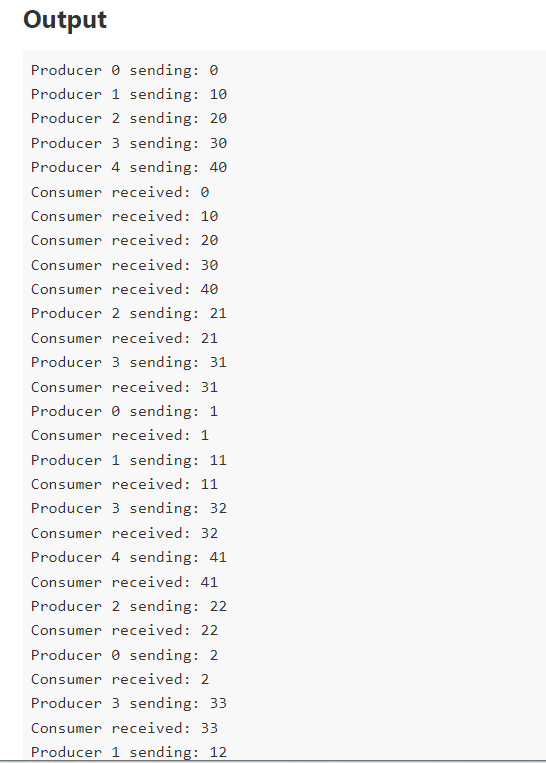 Output
Producer 0 sending: 0
Producer 1 sending: 10
Producer 2 sending: 20
Producer 3 sending: 30
Producer 4 sending: 40
Consumer received: 0
Consumer received: 10
Consumer received: 20
Consumer received: 30
Consumer received: 40
Producer 2 sending: 21
Consumer received: 21
Producer 3 sending: 31
Consumer received: 31
Producer 0 sending: 1
Consumer received: 1
Producer 1 sending: 11
Consumer received: 11
Producer 3 sending: 32
Consumer received: 32
Producer 4 sending: 41
Consumer received: 41
Producer 2 sending: 22
Consumer received: 22
Producer 0 sending: 2
Consumer received: 2
Producer 3 sending: 33
Consumer received: 33
Producer 1 sending: 12